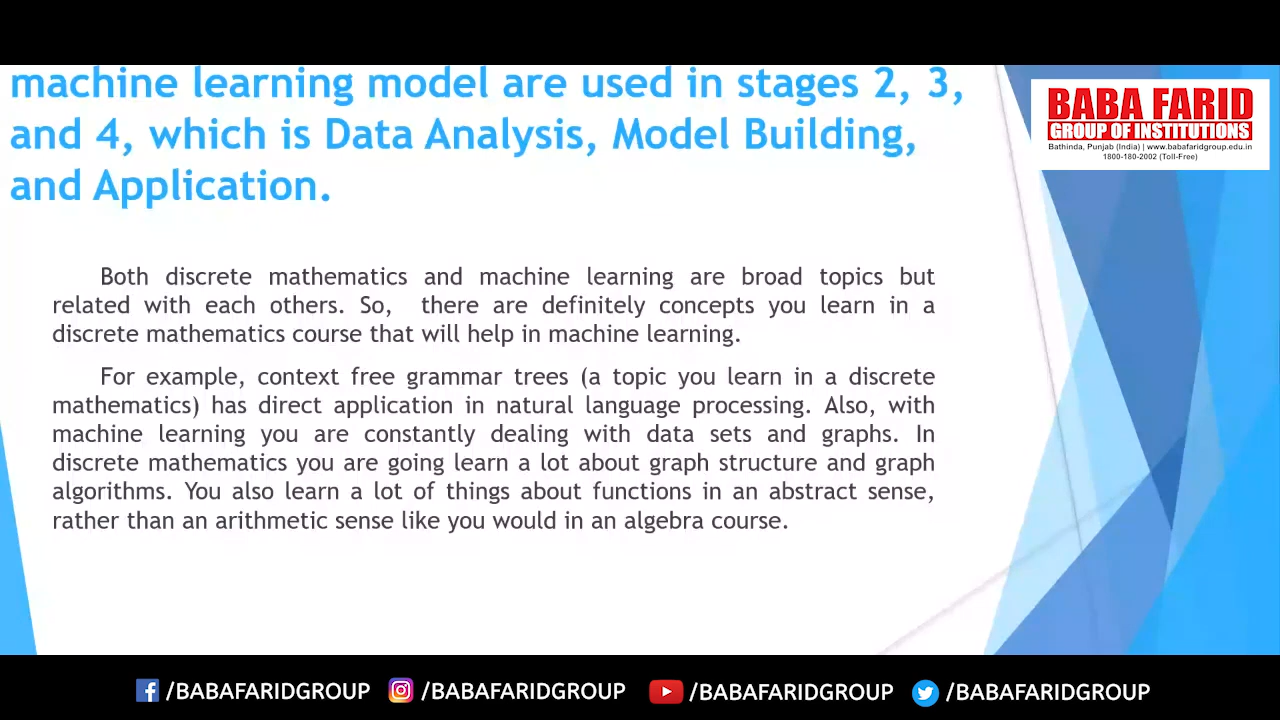 machine learning model are used in stages 2, 3,
and 4, which is Data Analysis, Model Building,
and Application.
BABA FARID
GROUP OF INSTITUTIONS
Bathinda, Punjab (India) | www.babafaridgroup.edu.in
1800-180-2002 (Toll-Free)
Both discrete mathematics and machine learning are broad topics but
related with each others. So, there are definitely concepts you learn in a
discrete mathematics course that will help in machine learning.
For example, context free grammar trees (a topic you learn in a discrete
mathematics) has direct application in natural language processing. Also, with
machine learning you are constantly dealing with data sets and graphs. In
discrete mathematics you are going learn a lot about graph structure and graph
algorithms. You also learn a lot of things about functions in an abstract sense,
rather than an arithmetic sense like you would in an algebra course.
/BABAFARIDGROUP /BABAFARIDGROUP /BABAFARIDGROUP /BABAFARIDGROUP